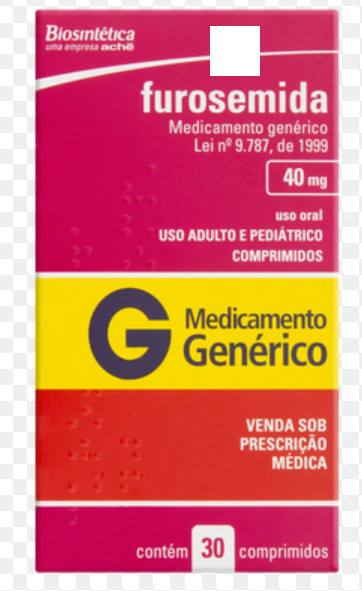 Biosintética
uma empresa achē
furosemida
Medicamento genérico
Lei nº 9.787, de 1999
40 mg
uso oral
USO ADULTO E PEDIÁTRICO
COMPRIMIDOS
G Medicamento
Genérico
VENDA SOB
PRESCRIÇÃO
MÉDICA
contém 30 comprimidos